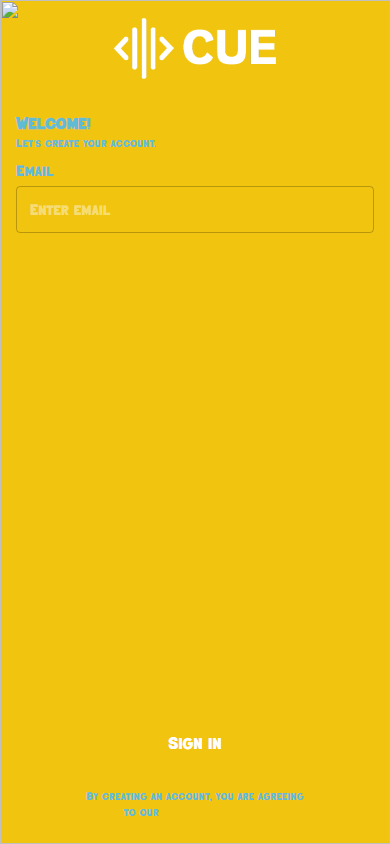 CUE
Welcome!
Let's create your account.
Email
Enter email
Sign in
By creating an account, you are agreeing
to our